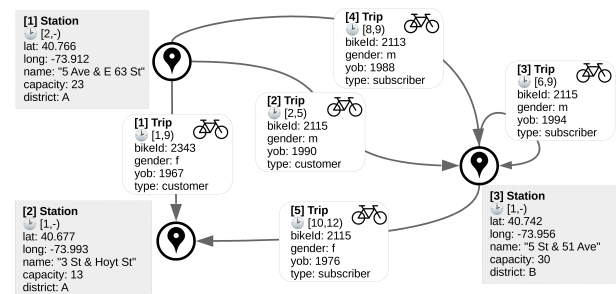 [1] Station
[2,-)
lat: 40.766
long: -73.912
name: "5 Ave & E 63 St"
capacity: 23
district: A
[4] Trip
[8,9)
bikeId: 2113
gender: m
yob: 1988
type: subscriber
[3] Trip
[6,9)
bikeId: 2115
yob: 1994
type: subscriber
[2] Trip
[2,5)
bikeId: 2115
gender: m
yob: 1990
type: customer
[1] Trip
[1,9)
bikeId: 2343
gender: f
yob: 1967
type: customer
[2] Station
[1,-)
lat: 40.677
long: -73.993
name: "3 St & Hoyt St"
capacity: 13
district: A
[5] Trip
[10,12)
bikeId: 2115
gender: f
yob: 1976
type: subscriber
[3] Station
[1,-)
lat: 40.742
long: -73.956
name: "5 St & 51 Ave"
capacity: 30
district: B